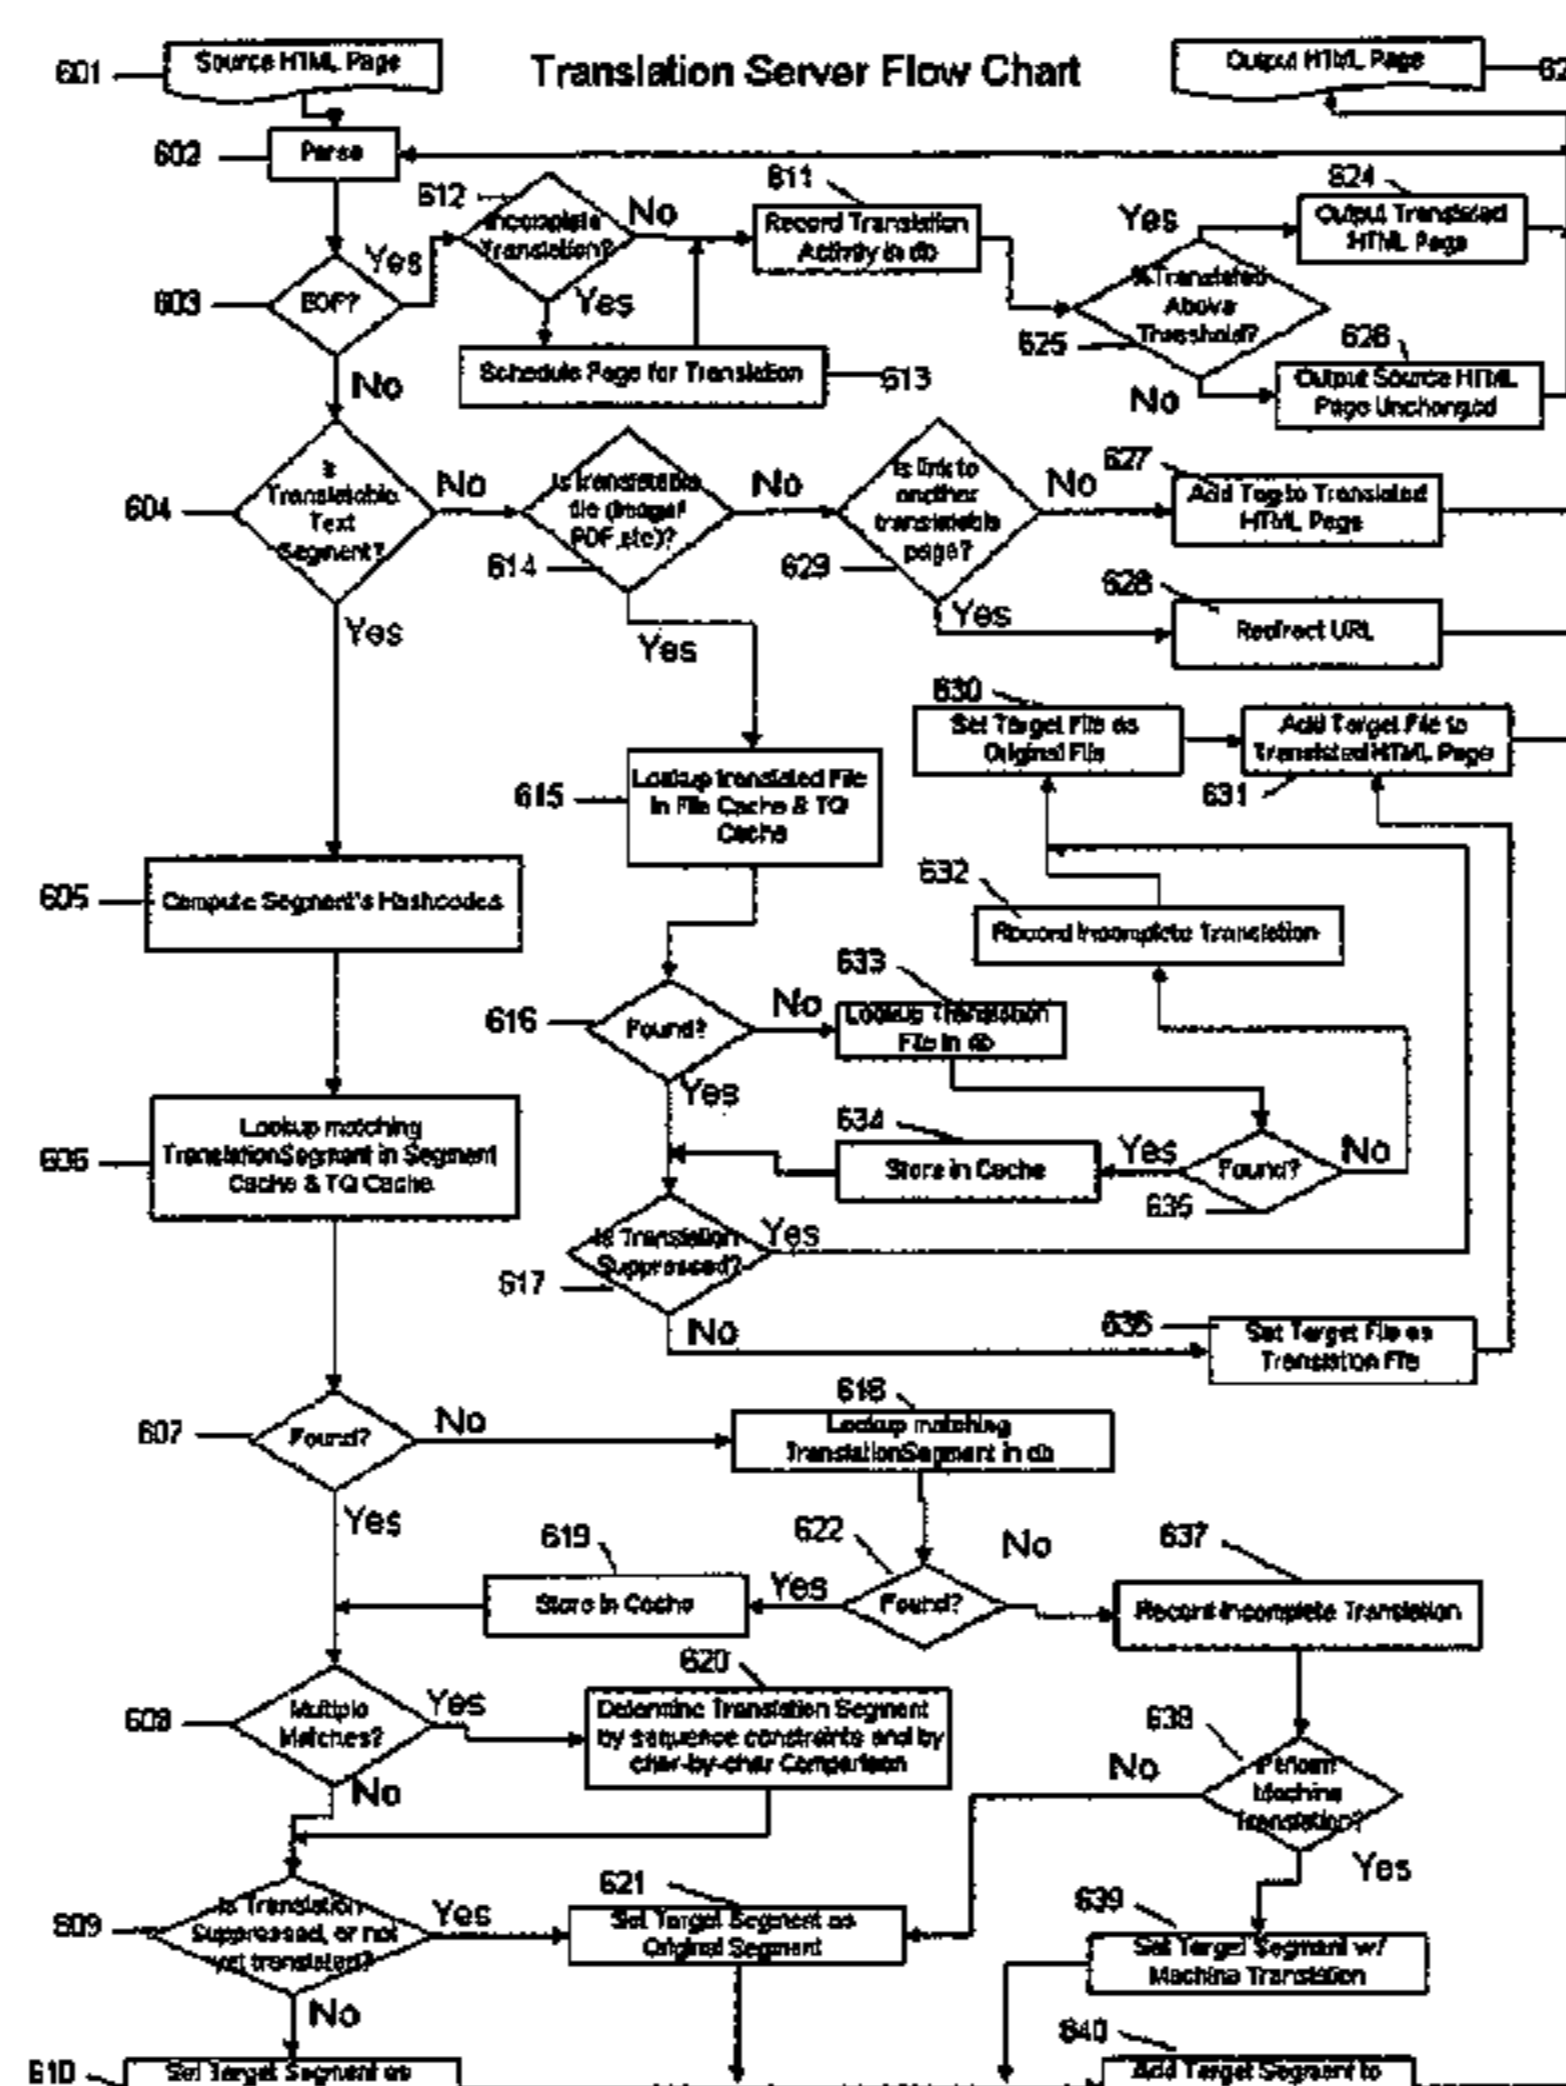 601
Source HTML Page
Translation Server Flow Chart
Output HTML Page
602
Parse
612
Incomplete
Translation?
No
Yes
611
Record Translation
Activity in db
Yes
624
Output Translated
HTML Page
603
EOF?
Yes
No
Schedule Page for Translation
613
625
% Translated
Above
Threshold?
No
626
Output Source HTML
Page Unchanged
604
Is
Translatable
Text
Segment?
No
Yes
614
Is translatable
file (image/
PDF, etc)?
No
Yes
629
Is link to
another
translatable
page?
No
Yes
627
Add Tag to Translated
HTML Page
628
Redirect URL
630
Set Target File as
Original File
Add Target File to
Translated HTML Page
631
615
Lookup translated File
in File Cache & TQ
Cache
605
Compute Segment's Hashcodes
632
Record Incomplete Translation
616
Found?
No
Yes
633
Lookup Translation
File in db
606
Lookup matching
TranslationSegment in Segment
Cache & TQ Cache
634
Store in Cache
Yes
Found?
No
635
617
Is Translation
Suppressed?
Yes
No
636
Set Target File as
Translation File
607
Found?
No
Yes
618
Lookup matching
TranslationSegment in db
619
Store in Cache
Yes
622
Found?
No
637
Record Incomplete Translation
608
Multiple
Matches?
Yes
No
620
Determine Translation Segment
by sequence constraints and by
char-by-char Comparison
638
Perform
Machine
Translation?
No
Yes
609
Is Translation
Suppressed, or not
yet translated?
Yes
No
621
Set Target Segment as
Original Segment
639
Set Target Segment w/
Machine Translation
610
Set Target Segment as
640
Add Target Segment to